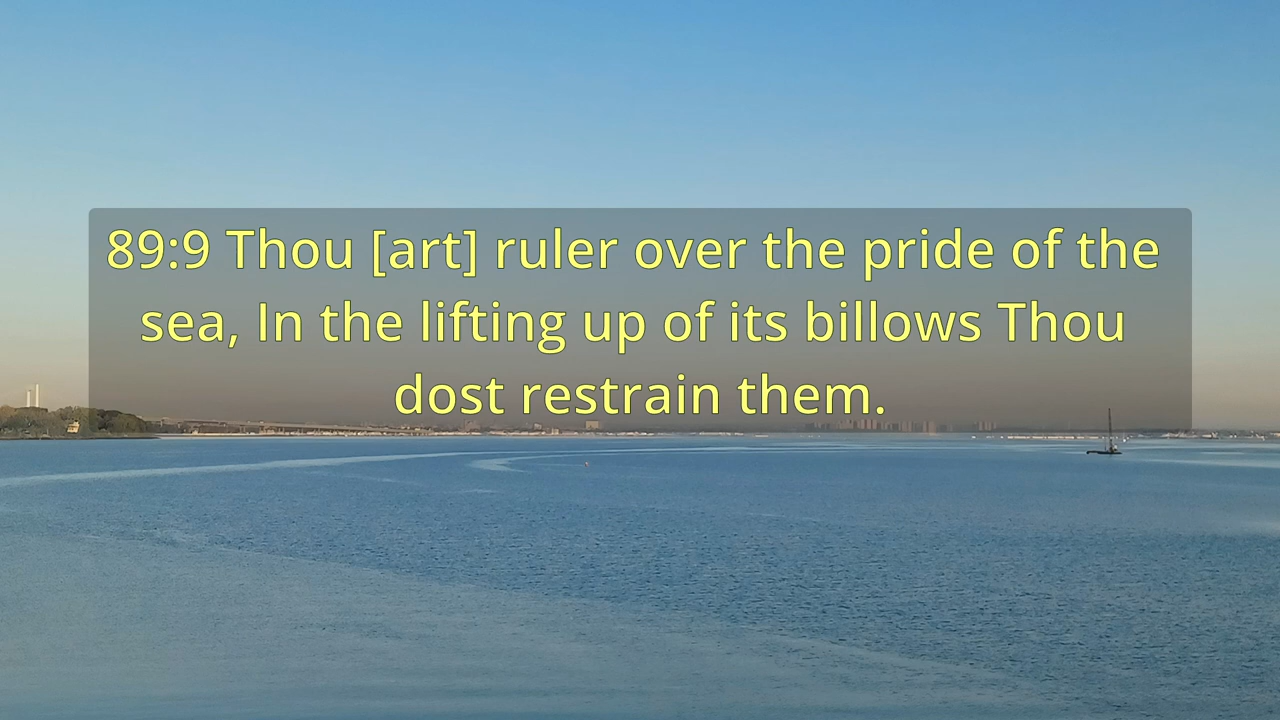 89:9 Thou [art] ruler over the pride of the
sea, In the lifting up of its billows Thou
dost restrain them.